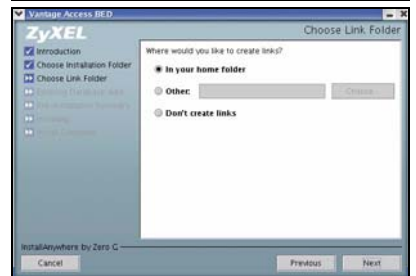 Vantage Access BED
ZyXEL
Choose Link Folder
Introduction
Choose Installation Folder
Choose Link Folder
Where would you like to create links?
In your home folder
Other:
Choose...
Don't create links
InstallAnywhere by Zero G
Cancel
Previous
Next